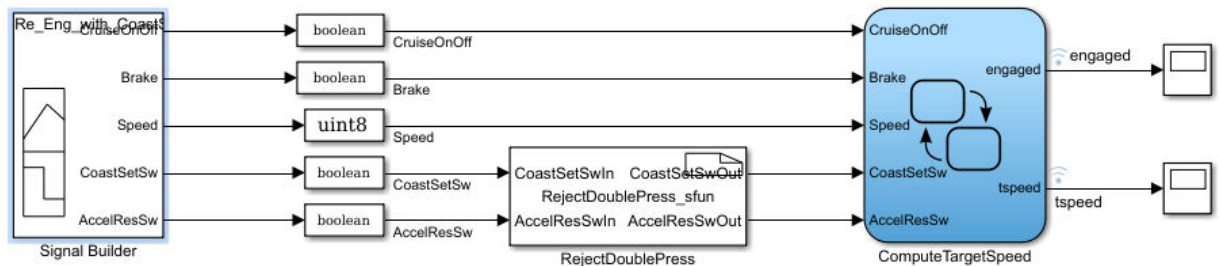 Re_Eng_with_CoastS
CruiseOnOff
Brake
Speed
CoastSetSw
AccelResSw
Signal Builder
boolean
CruiseOnOff
boolean
Brake
uint8
Speed
boolean
CoastSetSw
boolean
AccelResSw
CoastSetSwIn CoastSetSwOut
RejectDoublePress_sfun
AccelResSwIn AccelResSwOut
RejectDoublePress
CruiseOnOff
Brake
Speed
CoastSetSw
AccelResSw
engaged
tspeed
ComputeTargetSpeed
engaged
tspeed